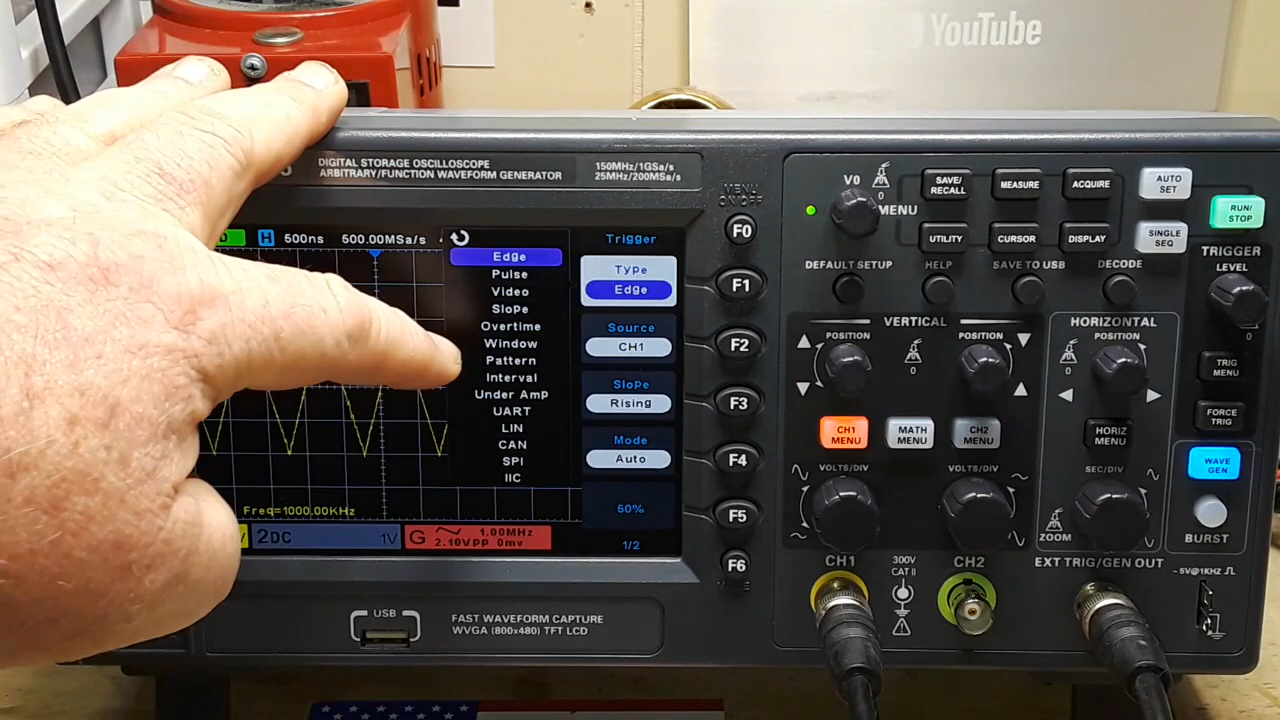 YouTube
DIGITAL STORAGE OSCILLOSCOPE
ARBITRARY/FUNCTION WAVEFORM GENERATOR
150MHz/1GSa/s
25MHz/200MSa/s
MENU
ON/OFF
H 600ns 500.00MSa/s
Edge
Pulse
Video
Slope
Overtime
Window
Pattern
Interval
Under Amp
UART
LIN
CAN
SPI
IIC
Trigger
Type
Edge
Source
CH1
Slope
Rising
Mode
Auto
50%
1/2
Freq=1000.00KHz
2DC 1V
G 1.00MHz
2.10VPP 0mv
F0
F1
F2
F3
F4
F5
F6
V0
0
MENU
SAVE/
RECALL
MEASURE
ACQUIRE
AUTO
SET
RUN/
STOP
UTILITY
CURSOR
DISPLAY
SINGLE
SEQ
DEFAULT SETUP
HELP
SAVE TO USB
DECODE
TRIGGER
LEVEL
0
TRIG
MENU
FORCE
TRIG
VERTICAL
POSITION
0
POSITION
CH1
MENU
MATH
MENU
CH2
MENU
VOLTS/DIV
VOLTS/DIV
HORIZONTAL
POSITION
0
HORIZ
MENU
SEC/DIV
ZOOM
WAVE
GEN
BURST
CH1
300V
CAT II
CH2
EXT TRIG/GEN OUT
~5V@1KHZ
USB
FAST WAVEFORM CAPTURE
WVGA (800x480) TFT LCD